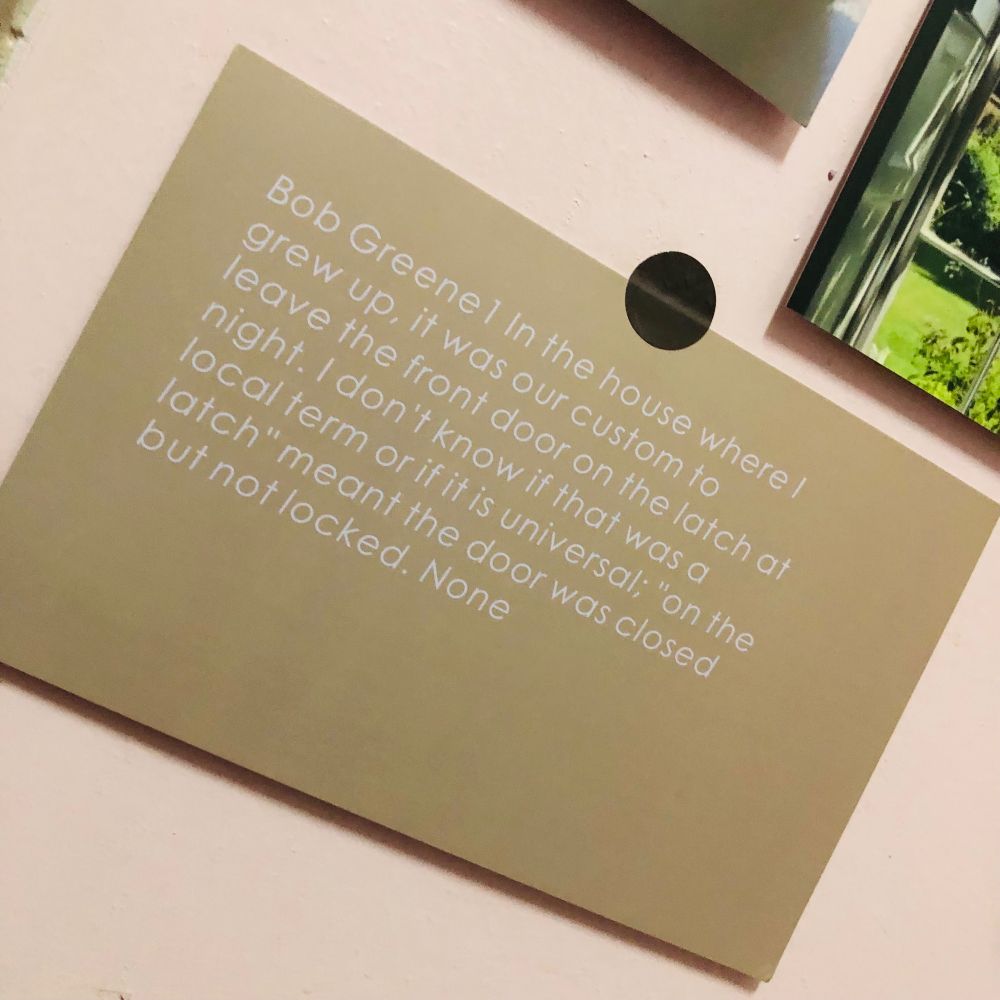 Bob Greene1 In the house where I
grew up, it was our custom to
leave the front door on the latch at
night. I don't know if that was a
local term or if it is universal; "on the
latch" meant the door was closed
but not locked. None